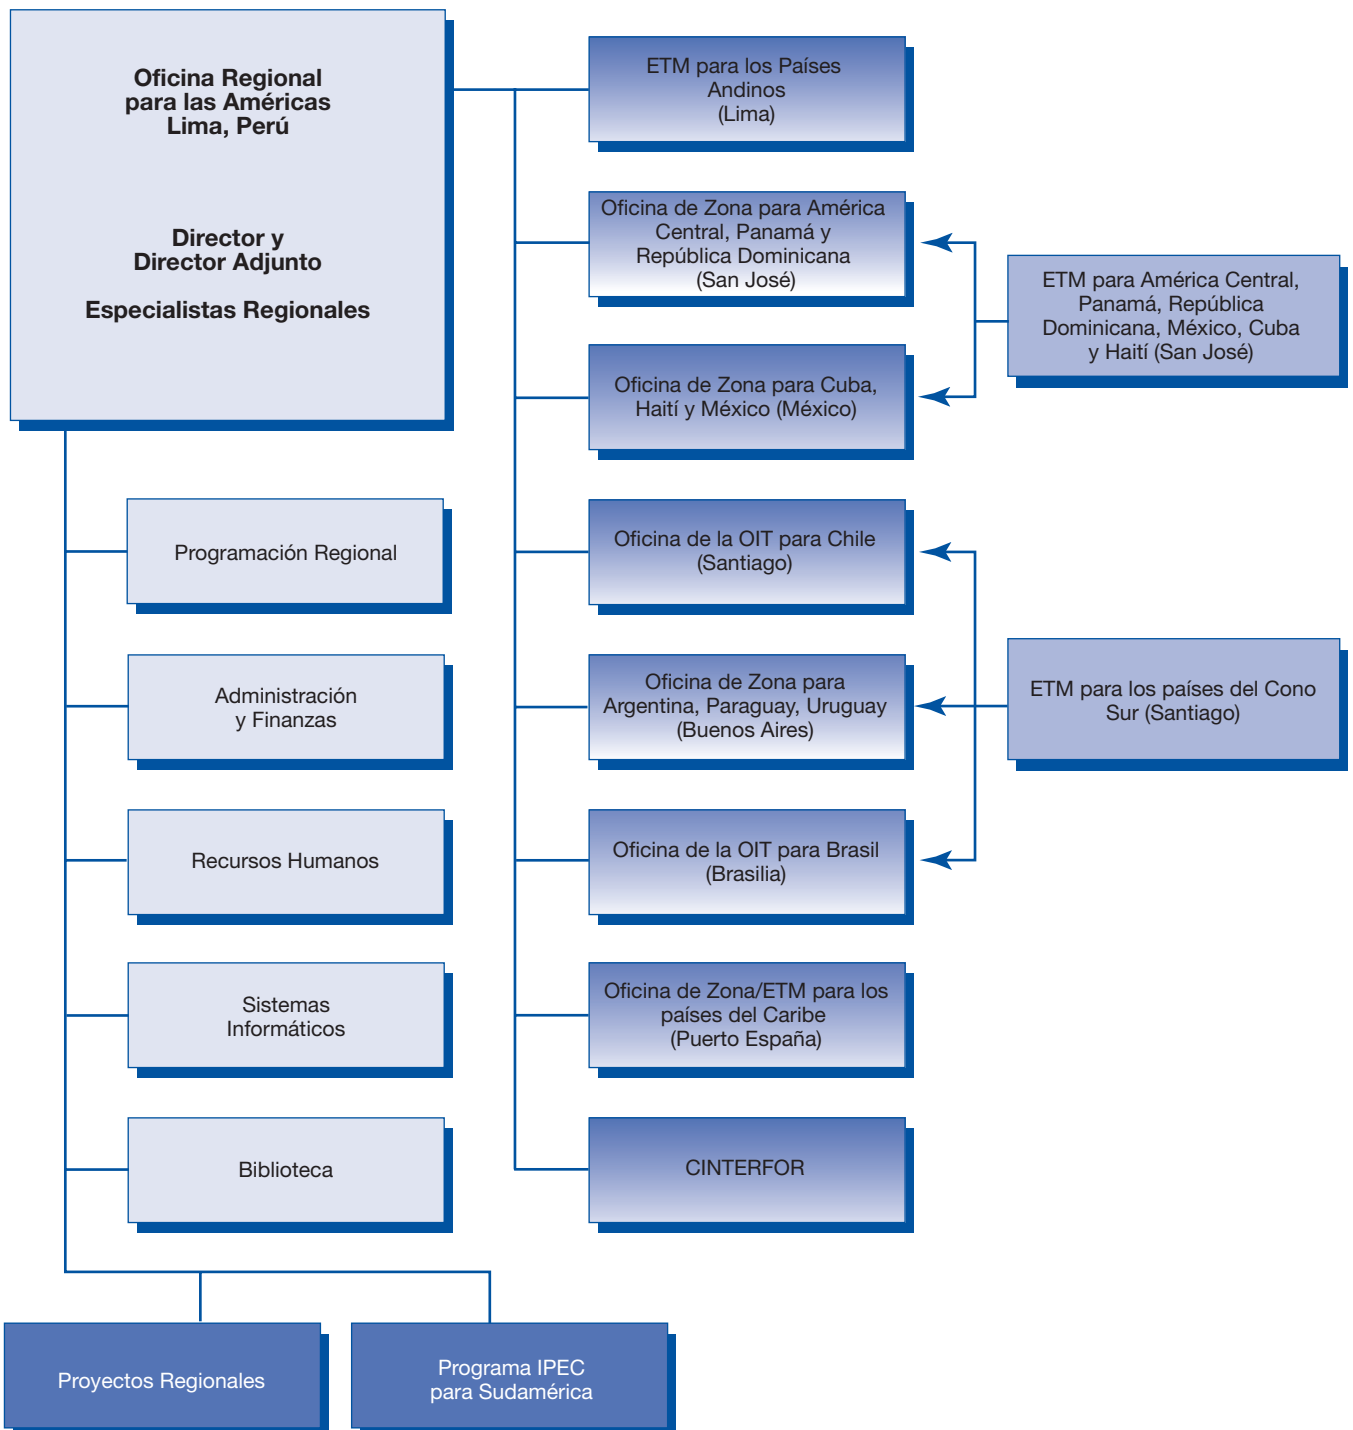 Oficina Regional
para las Américas
Lima, Perú
Director y
Director Adjunto
Especialistas Regionales
Programación Regional
Administración
y Finanzas
Recursos Humanos
Sistemas
Informáticos
Biblioteca
Proyectos Regionales
Programa IPEC
para Sudamérica
ETM para los Países
Andinos
(Lima)
Oficina de Zona para América
Central, Panamá y
República Dominicana
(San José)
Oficina de Zona para Cuba,
Haití y México (México)
Oficina de la OIT para Chile
(Santiago)
Oficina de Zona para
Argentina, Paraguay, Uruguay
(Buenos Aires)
Oficina de la OIT para Brasil
(Brasilia)
Oficina de Zona/ETM para los
países del Caribe
(Puerto España)
CINTERFOR
ETM para América Central,
Panamá, República
Dominicana, México, Cuba
y Haití (San José)
ETM para los países del Cono
Sur (Santiago)